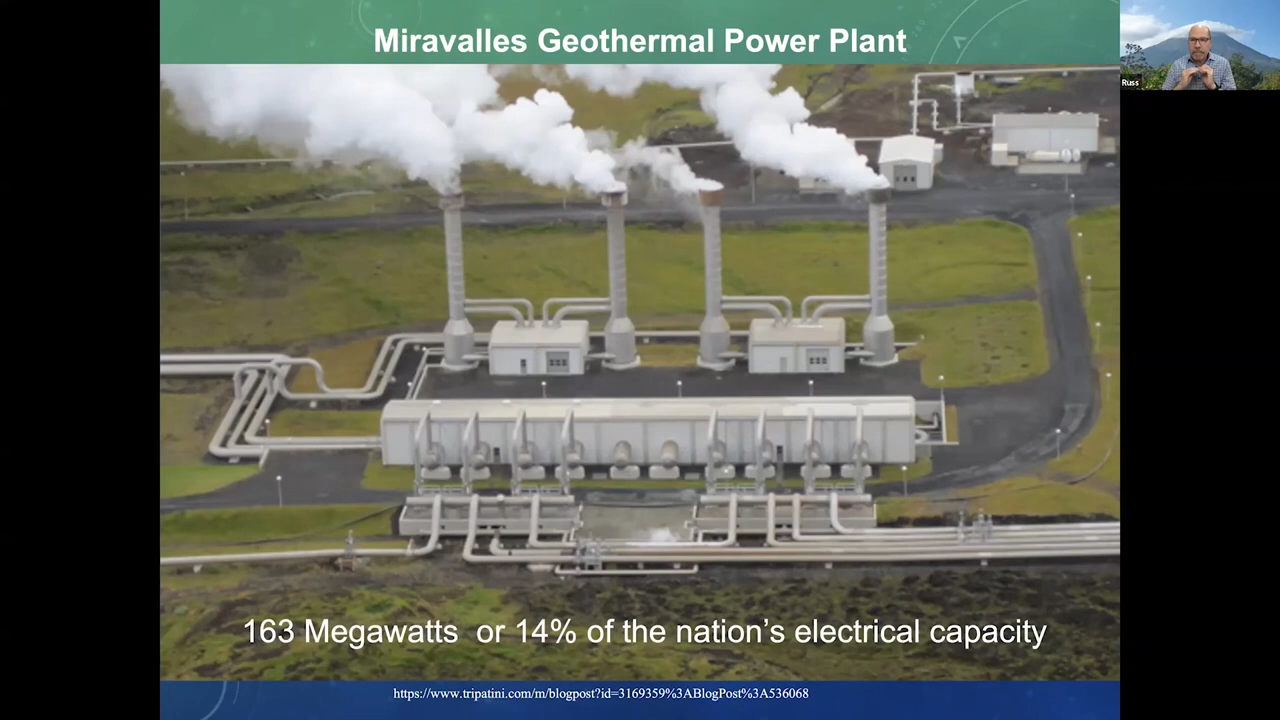 Miravalles Geothermal Power Plant
Russ
163 Megawatts or 14% of the nation's electrical capacity
https://www.tripatini.com/m/blogpost?id=3169359%3ABlogPost%3A536068